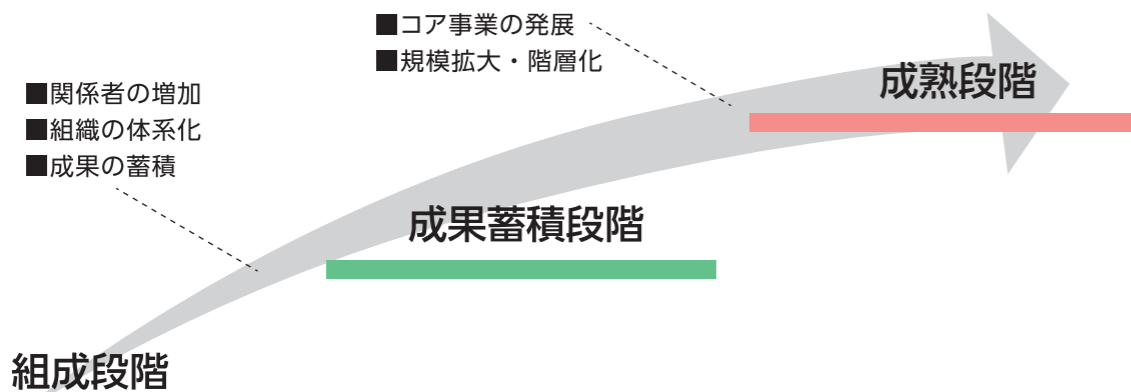 ■コア事業の発展
■規模拡大・階層化
成熟段階
■関係者の増加
■組織の体系化
■成果の蓄積
成果蓄積段階
組成段階